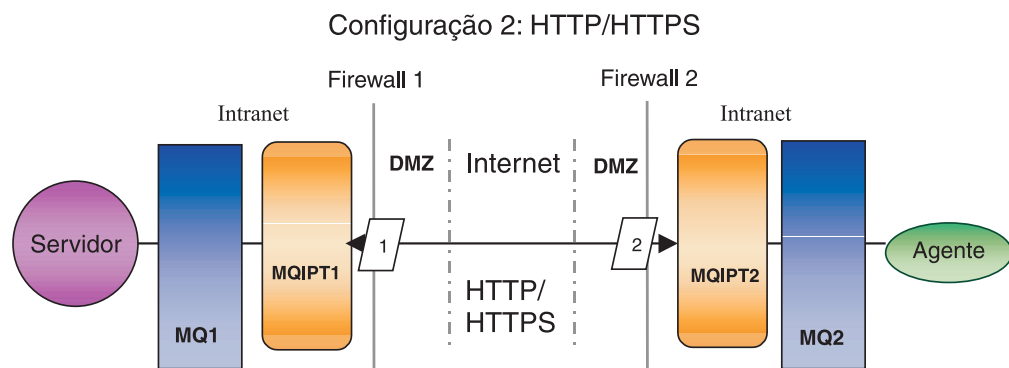 Configuração 2: HTTP/HTTPS
Firewall 1
Firewall 2
Intranet
Intranet
DMZ
Internet
DMZ
Servidor
1
2
Agente
MQIPT1
MQIPT2
HTTP/
HTTPS
MQ1
MQ2